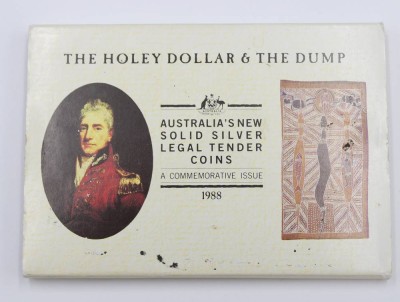 THE HOLEY DOLLAR & THE DUMP
AUSTRALIA'S NEW
SOLID SILVER
LEGAL TENDER
COINS
A COMMEMORATIVE ISSUE
1988